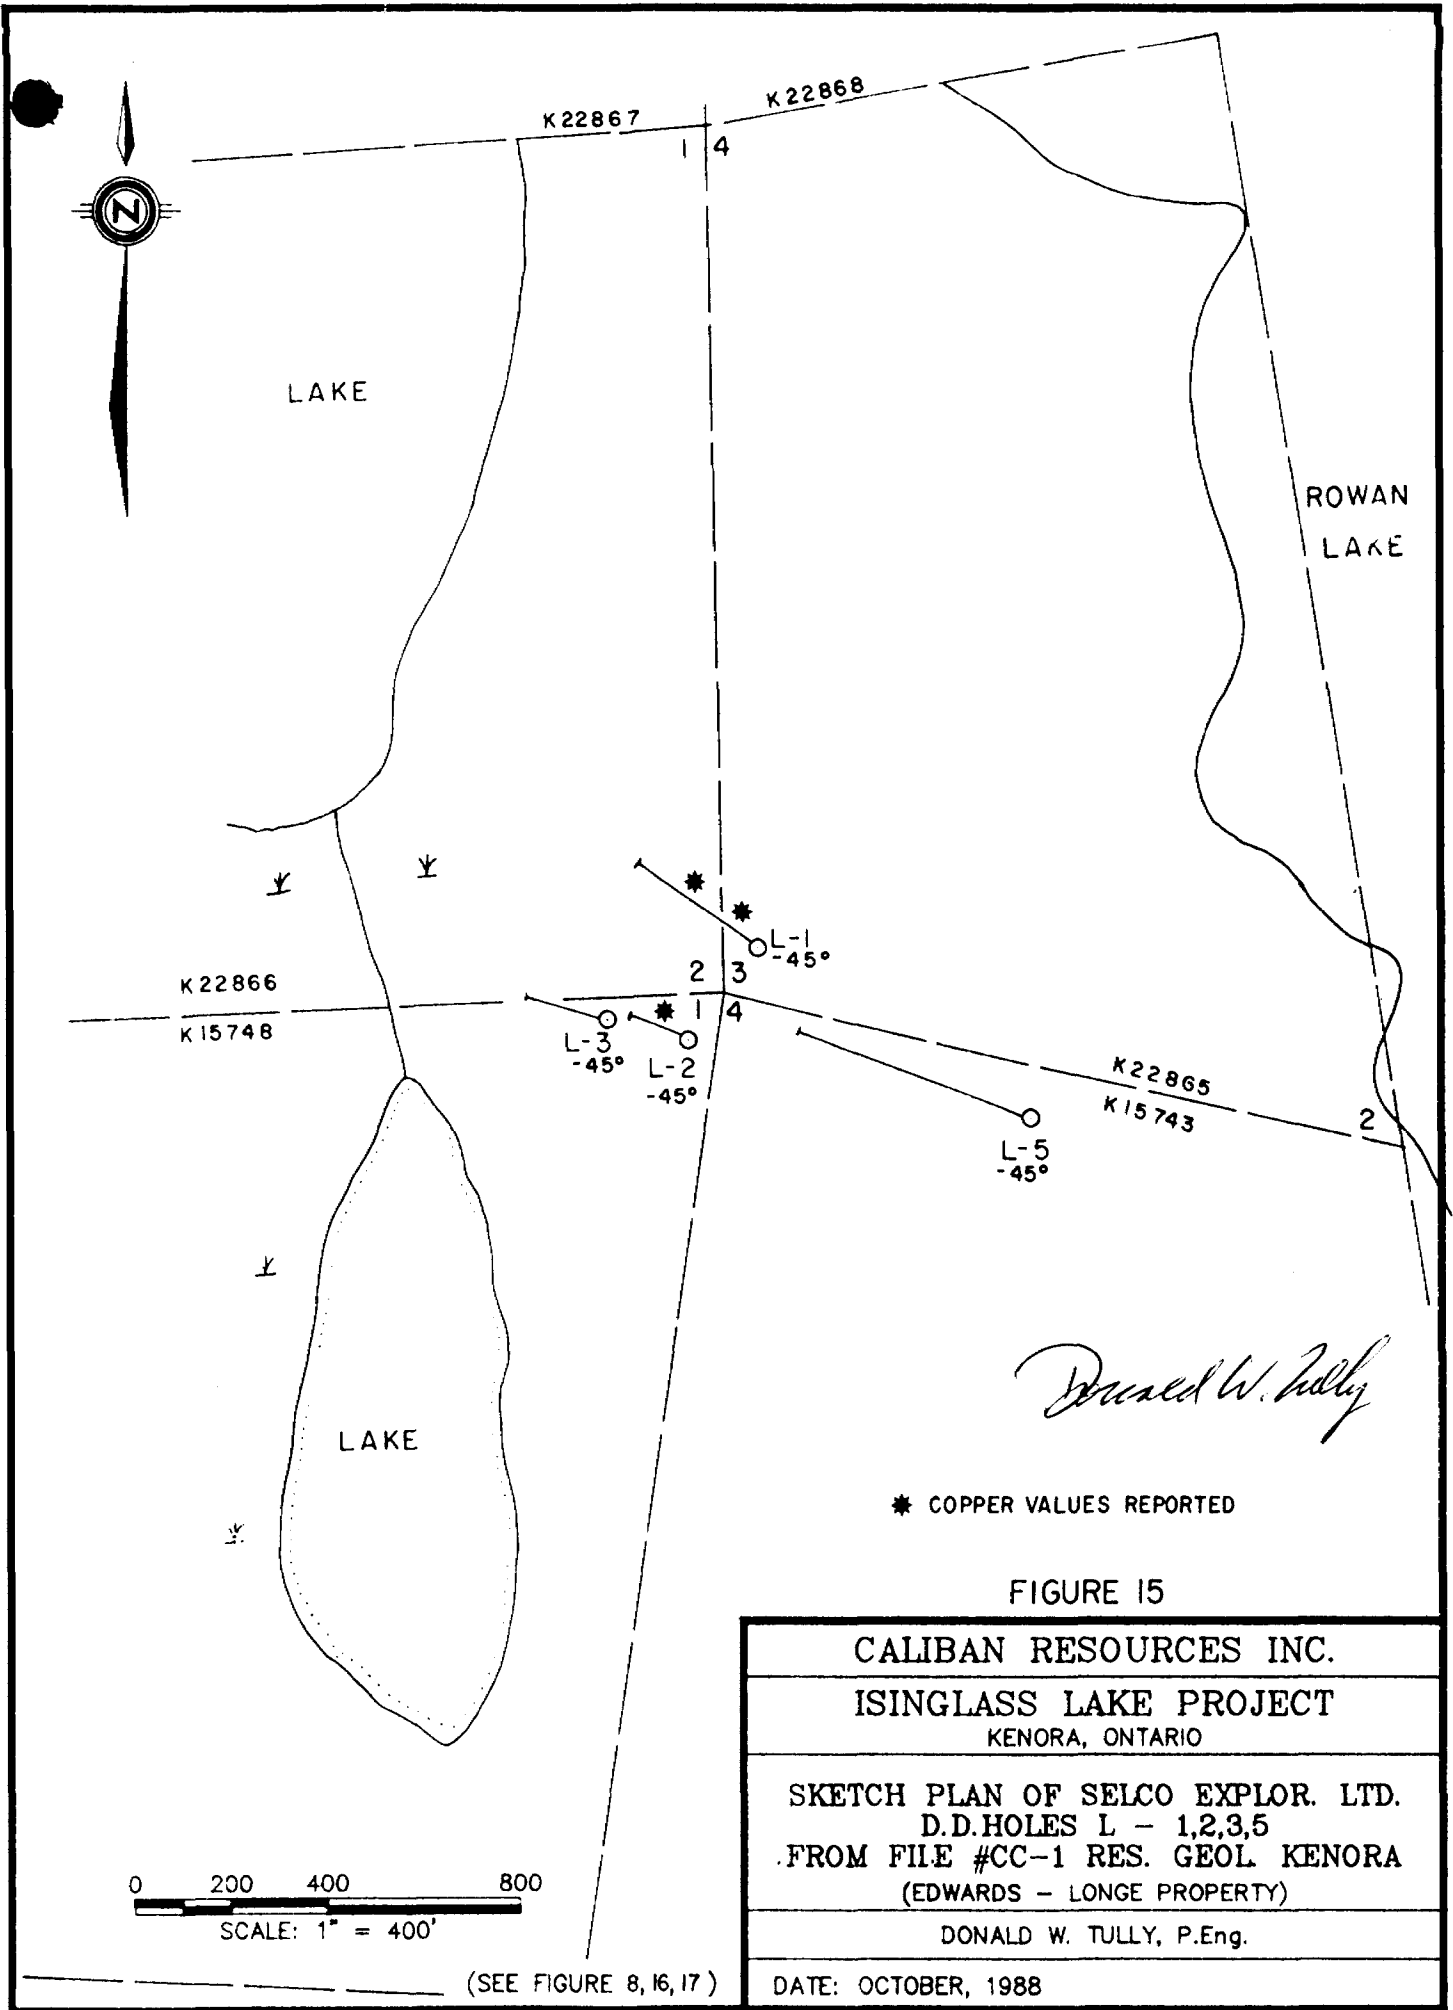 K22867
K22868
1
4
N
LAKE
ROWAN
LAKE
L-1
-45°
2
3
K22866
K15748
1
4
L-3
-45°
L-2
-45°
K22865
K15743
2
L-5
-45°
Donald W. Tully
LAKE
COPPER VALUES REPORTED
FIGURE 15
CALIBAN RESOURCES INC.
ISINGLASS LAKE PROJECT
KENORA, ONTARIO
SKETCH PLAN OF SELCO EXPLOR. LTD.
D.D.HOLES L - 1,2,3,5
FROM FILE #CC-1 RES. GEOL. KENORA
(EDWARDS - LONGE PROPERTY)
DONALD W. TULLY, P.Eng.
DATE: OCTOBER, 1988
0 200 400 800
SCALE: 1" = 400'
(SEE FIGURE 8, 16, 17)